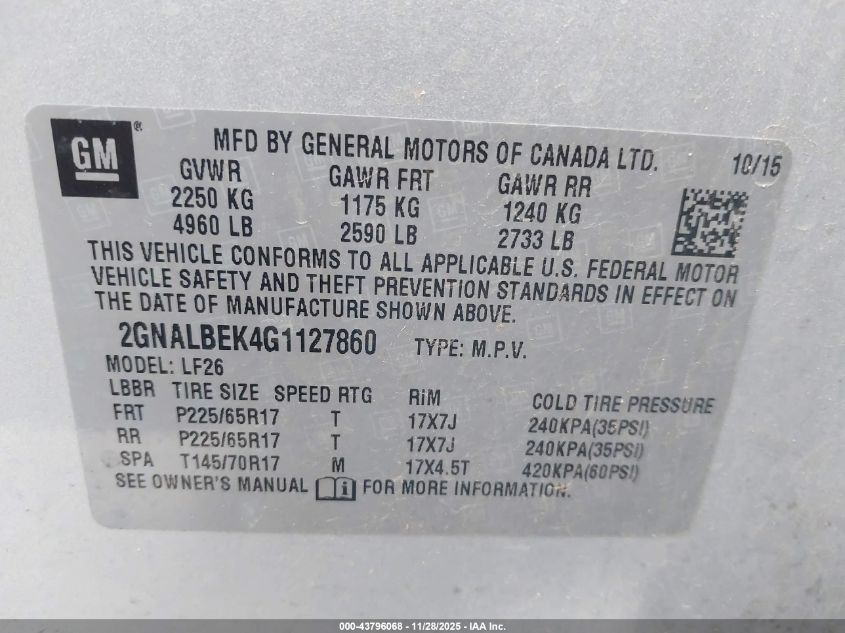 GM ®
MFD BY GENERAL MOTORS OF CANADA LTD. 10/15
GVWR GAWR FRT GAWR RR
2250 KG 1175 KG 1240 KG
4960 LB 2590 LB 2733 LB
THIS VEHICLE CONFORMS TO ALL APPLICABLE U.S. FEDERAL MOTOR
VEHICLE SAFETY AND THEFT PREVENTION STANDARDS IN EFFECT ON
THE DATE OF MANUFACTURE SHOWN ABOVE.
2GNALBEK4G1127860 TYPE: M.P.V.
MODEL: LF26
LBBR TIRE SIZE SPEED RTG RiM COLD TIRE PRESSURE
FRT P225/65R17 T 17X7J 240KPA(35PSI)
RR P225/65R17 T 17X7J 240KPA(35PSI)
SPA T145/70R17 M 17X4.5T 420KPA(60PSI)
SEE OWNER'S MANUAL FOR MORE INFORMATION.
000-43796068 - 11/28/2025 - IAA Inc.